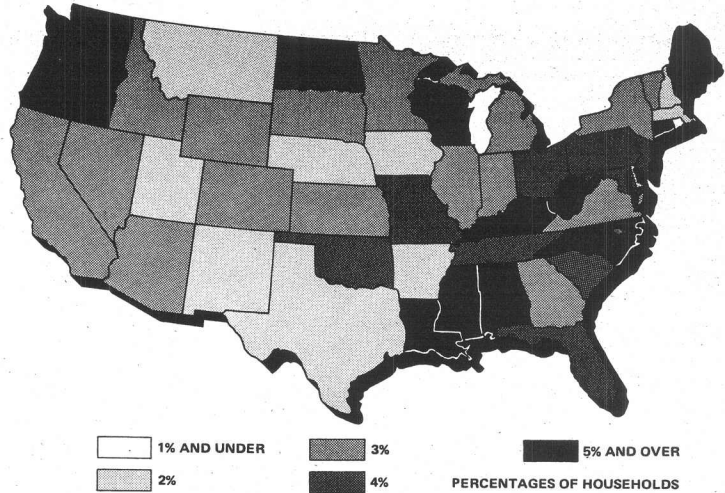 1% AND UNDER
3%
5% AND OVER
2%
4%
PERCENTAGES OF HOUSEHOLDS